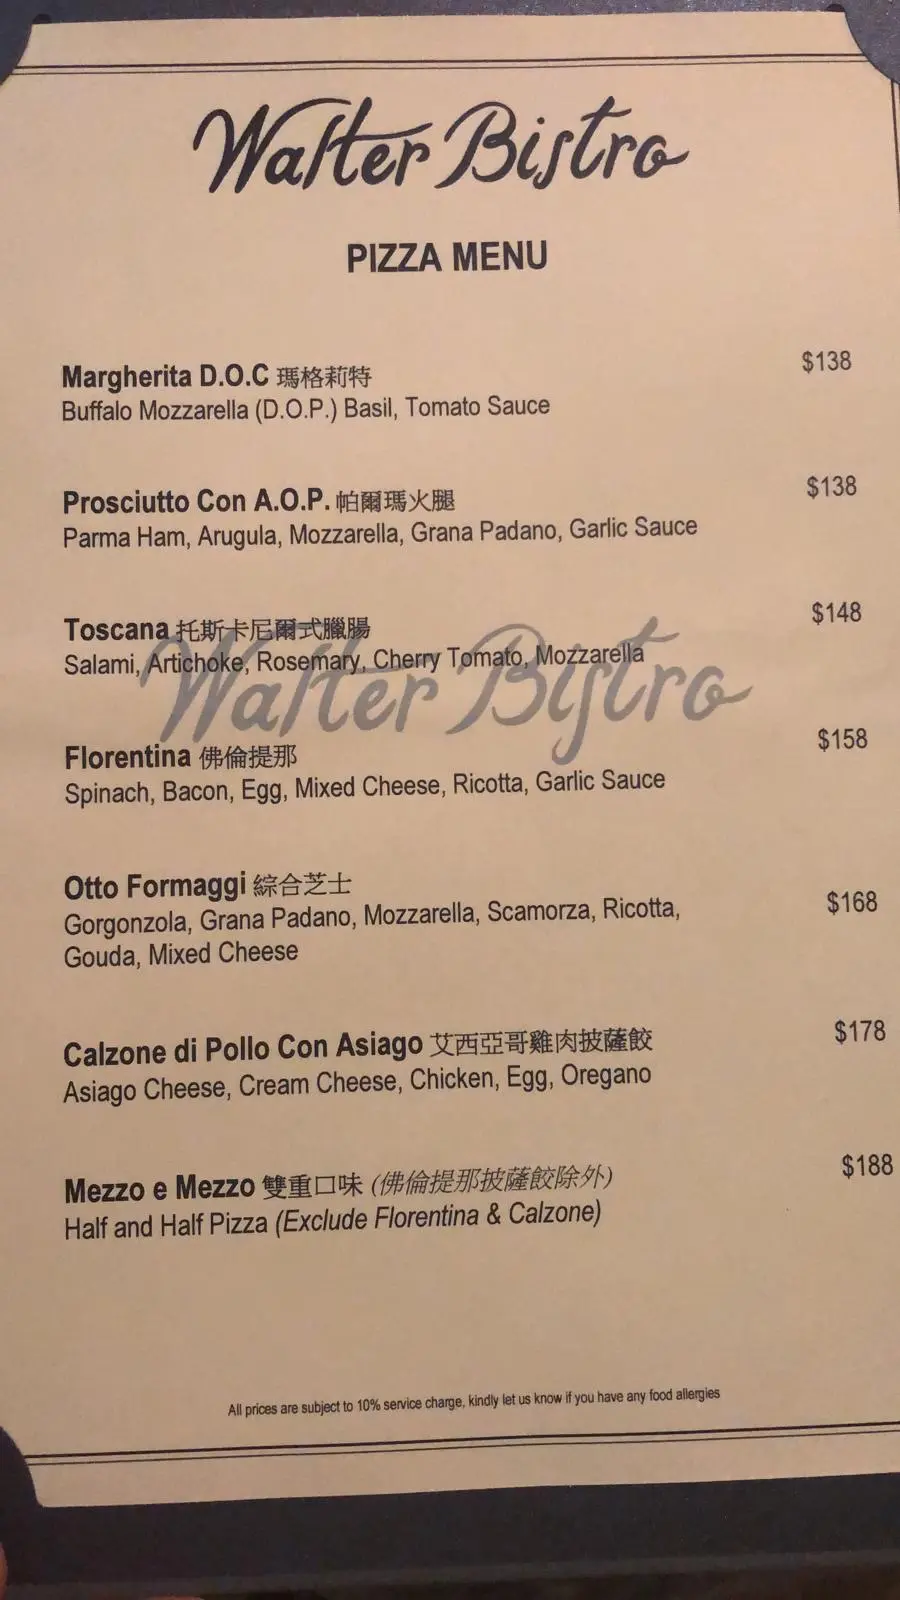 Walter Bistro
PIZZA MENU
Margherita D.O.C 瑪格莉特 $138
Buffalo Mozzarella (D.O.P.) Basil, Tomato Sauce
Prosciutto Con A.O.P. 帕爾瑪火腿 $138
Parma Ham, Arugula, Mozzarella, Grana Padano, Garlic Sauce
Toscana 托斯卡尼爾式臘腸 $148
Salami, Artichoke, Rosemary, Cherry Tomato, Mozzarella
Walter Bistro
Florentina 佛倫提那 $158
Spinach, Bacon, Egg, Mixed Cheese, Ricotta, Garlic Sauce
Otto Formaggi 綜合芝士 $168
Gorgonzola, Grana Padano, Mozzarella, Scamorza, Ricotta,
Gouda, Mixed Cheese
Calzone di Pollo Con Asiago 艾西亞哥雞肉披薩餃 $178
Asiago Cheese, Cream Cheese, Chicken, Egg, Oregano
Mezzo e Mezzo 雙重口味 (佛倫提那披薩餃除外) $188
Half and Half Pizza (Exclude Florentina & Calzone)
All prices are subject to 10% service charge, kindly let us know if you have any food allergies